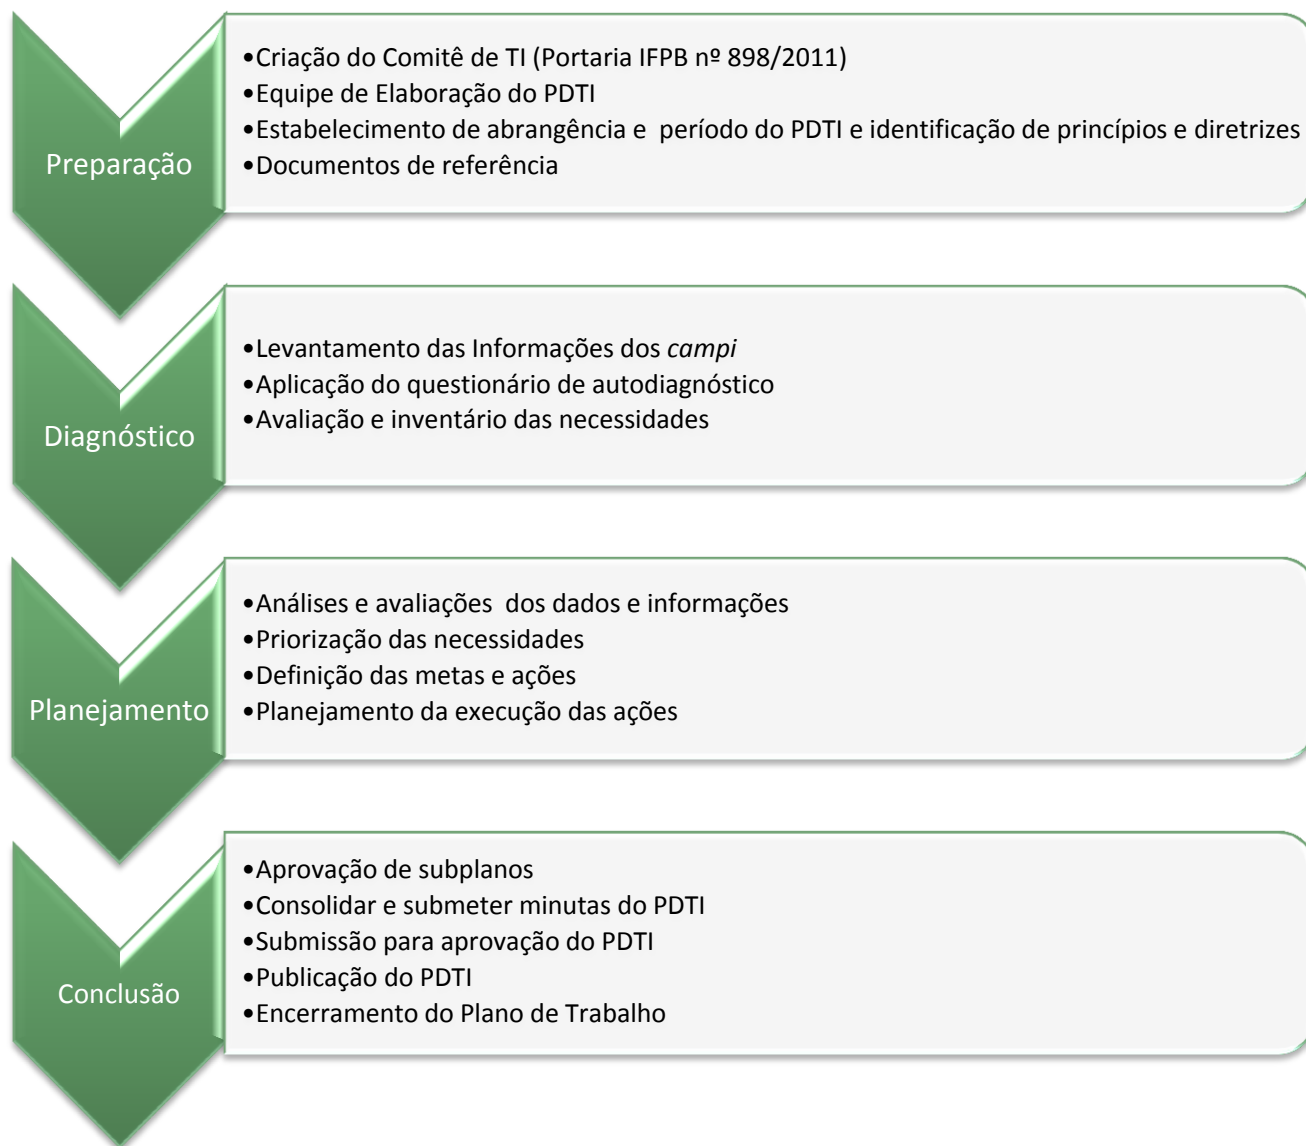 Preparação
•Criação do Comitê de TI (Portaria IFPB nº 898/2011)
•Equipe de Elaboração do PDTI
•Estabelecimento de abrangência e  período do PDTI e identificação de princípios e diretrizes
•Documentos de referência
Diagnóstico
•Levantamento das Informações dos campi
•Aplicação do questionário de autodiagnóstico
•Avaliação e inventário das necessidades
Planejamento
•Análises e avaliações  dos dados e informações
•Priorização das necessidades
•Definição das metas e ações
•Planejamento da execução das ações
Conclusão
•Aprovação de subplanos
•Consolidar e submeter minutas do PDTI
•Submissão para aprovação do PDTI
•Publicação do PDTI
•Encerramento do Plano de Trabalho